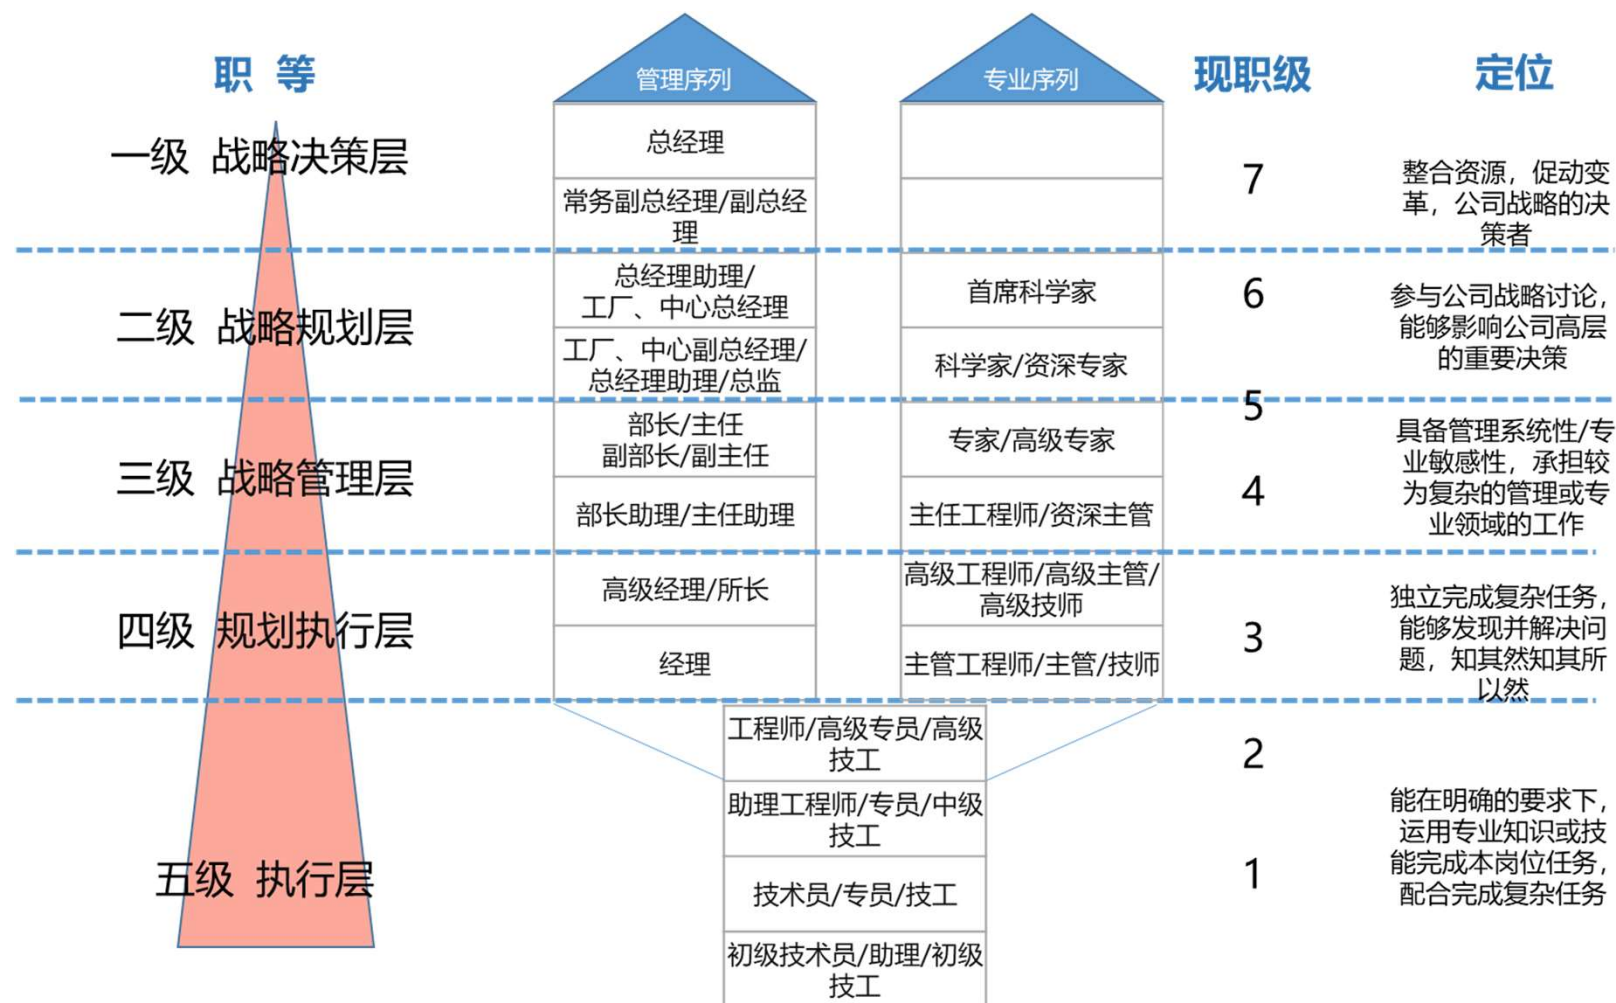 职 等
管理序列
专业序列
现职级
定位
一级 战略决策层
总经理
常务副总经理/副总经
理
7
整合资源，促动变
革，公司战略的决
策者
二级 战略规划层
总经理助理/
工厂、中心总经理
首席科学家
6
工厂、中心副总经理/
总经理助理/总监
科学家/资深专家
参与公司战略讨论，
能够影响公司高层
的重要决策
5
三级 战略管理层
部长/主任
副部长/副主任
专家/高级专家
部长助理/主任助理
主任工程师/资深主管
4
具备管理系统性/专
业敏感性，承担较
为复杂的管理或专
业领域的工作
四级 规划执行层
高级经理/所长
高级工程师/高级主管/
高级技师
经理
主管工程师/主管/技师
3
独立完成复杂任务，
能够发现并解决问
题，知其然知其所
以然
五级 执行层
工程师/高级专员/高级
技工
2
助理工程师/专员/中级
技工
技术员/专员/技工
1
初级技术员/助理/初级
技工
能在明确的要求下，
运用专业知识或技
能完成本岗位任务，
配合完成复杂任务